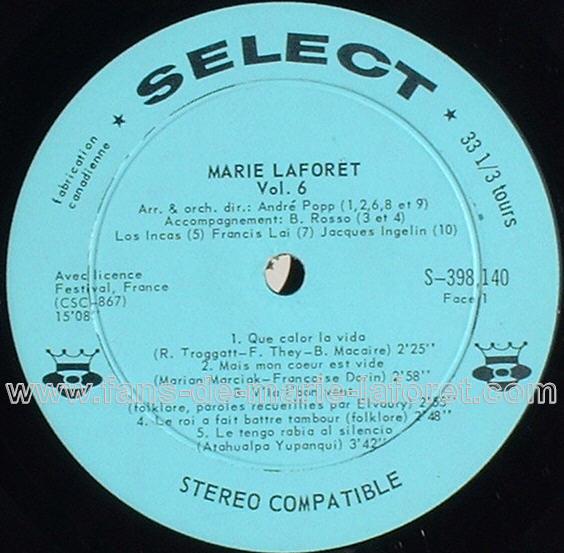 SELECT
fabrication
canadienne
33 1/3 tours
MARIE LAFORÊT
Vol. 6
Arr. & orch. dir.: André Popp (1,2,6,8 et 9)
Accompagnement: B. Rosso (3 et 4)
Los Incas (5) Francis Lai (7) Jacques Ingelin (10)
Avec licence
Festival, France
(CSC-867)
15'08
S-398,140
Face 1
1. Que calor la vida
(R. Troggatt-F. They-B. Macaire) 2'25''
2. Mais mon coeur est vide
(Marian Marciak-Françoise Dorin) 2'58''
www.fans-de-marie-laforet.com
(folklore, paroles recueillies par E. Vaury)
4. Le roi a fait battre tambour (folklore) 2'48''
5. Le tengo rabia al silencio
(Atahualpa Yupanqui) 3'42''
STEREO COMPATIBLE